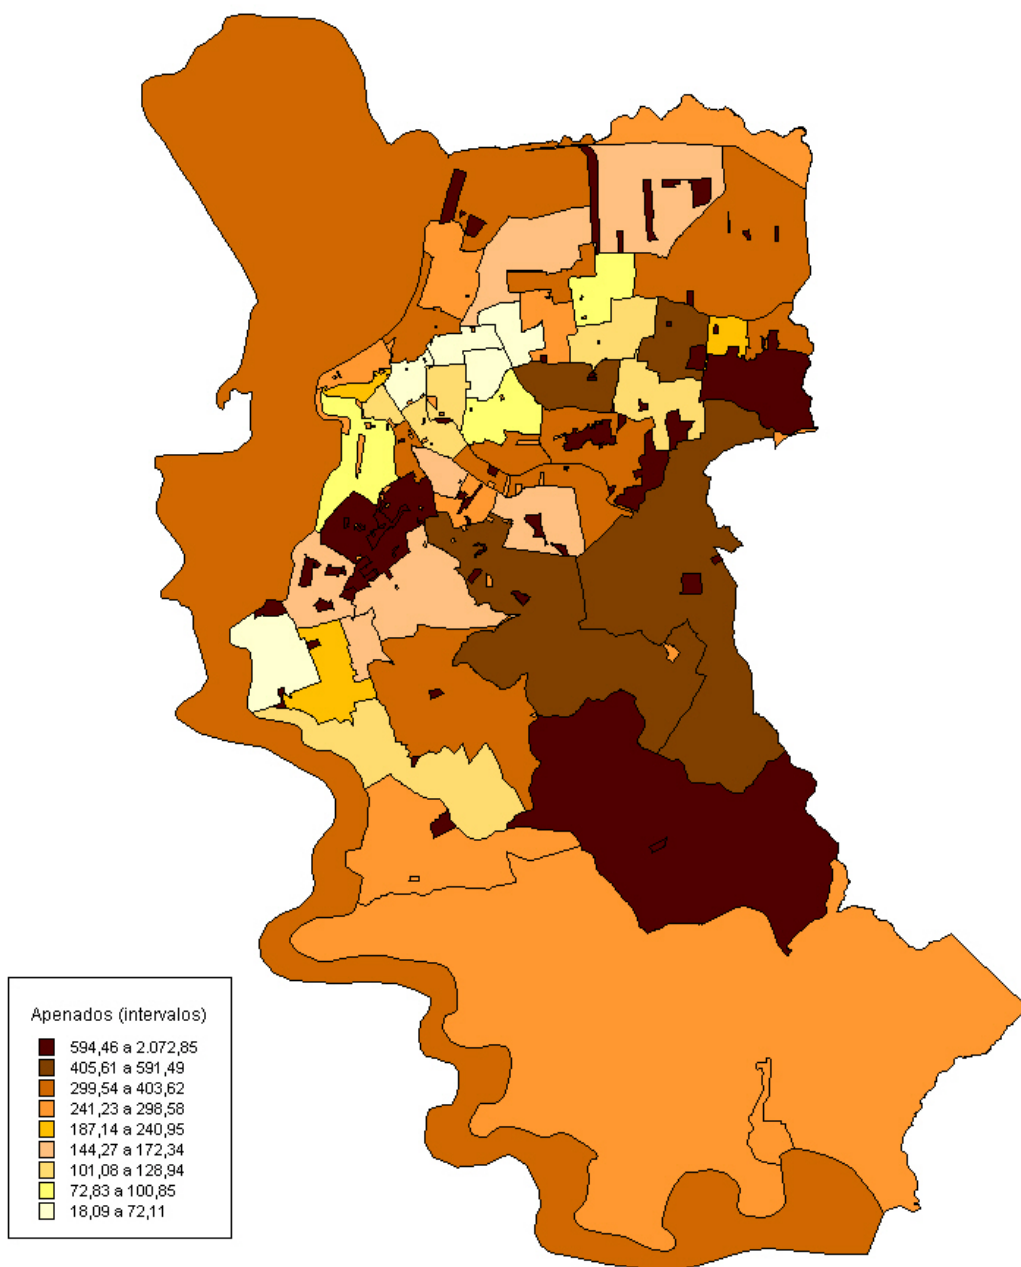 Apenados (intervalos)
594,46 a 2.072,85
405,61 a 591,49
299,54 a 403,62
241,23 a 298,58
187,14 a 240,95
144,27 a 172,34
101,08 a 128,94
72,83 a 100,85
18,09 a 72,11